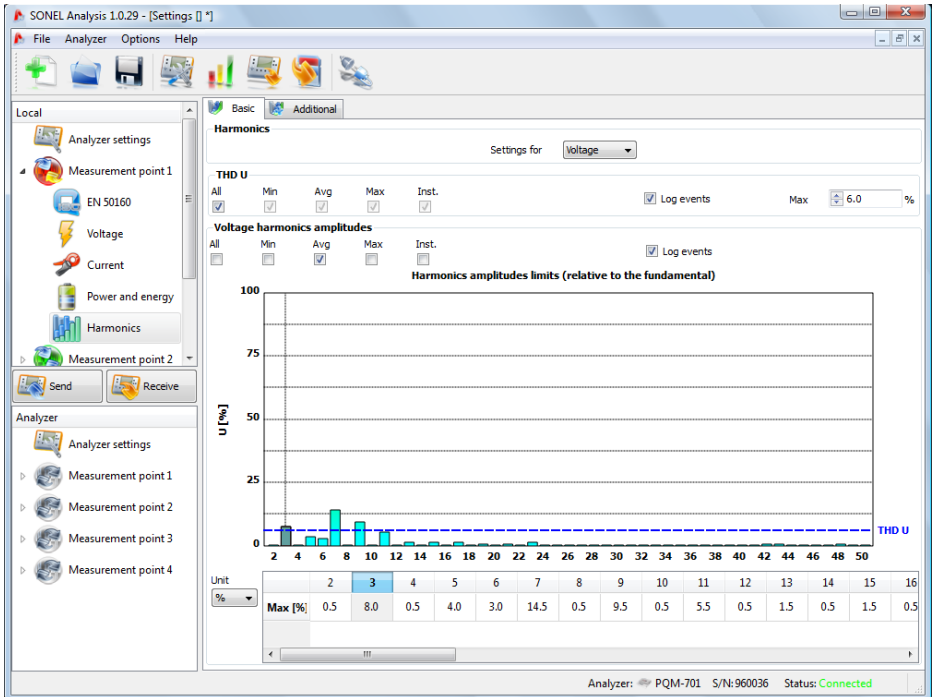 SONEL Analysis 1.0.29 - [Settings [] *]
File Analyzer Options Help
Local
Analyzer settings
Measurement point 1
EN 50160
Voltage
Current
Power and energy
Harmonics
Measurement point 2
Send Receive
Analyzer
Analyzer settings
Measurement point 1
Measurement point 2
Measurement point 3
Measurement point 4
Basic Additional
Harmonics
Settings for Voltage
THD U
All Min Avg Max Inst.
Log events Max 6.0 %
Voltage harmonics amplitudes
All Min Avg Max Inst.
Log events
Harmonics amplitudes limits (relative to the fundamental)
100
75
50
25
0
U [%]
THD U
2 4 6 8 10 12 14 16 18 20 22 24 26 28 30 32 34 36 38 40 42 44 46 48 50
Unit
%
2 3 4 5 6 7 8 9 10 11 12 13 14 15 16
Max [%] 0.5 8.0 0.5 4.0 3.0 14.5 0.5 9.5 0.5 5.5 0.5 1.5 0.5 1.5 0.5
Analyzer: PQM-701 S/N: 960036 Status: Connected